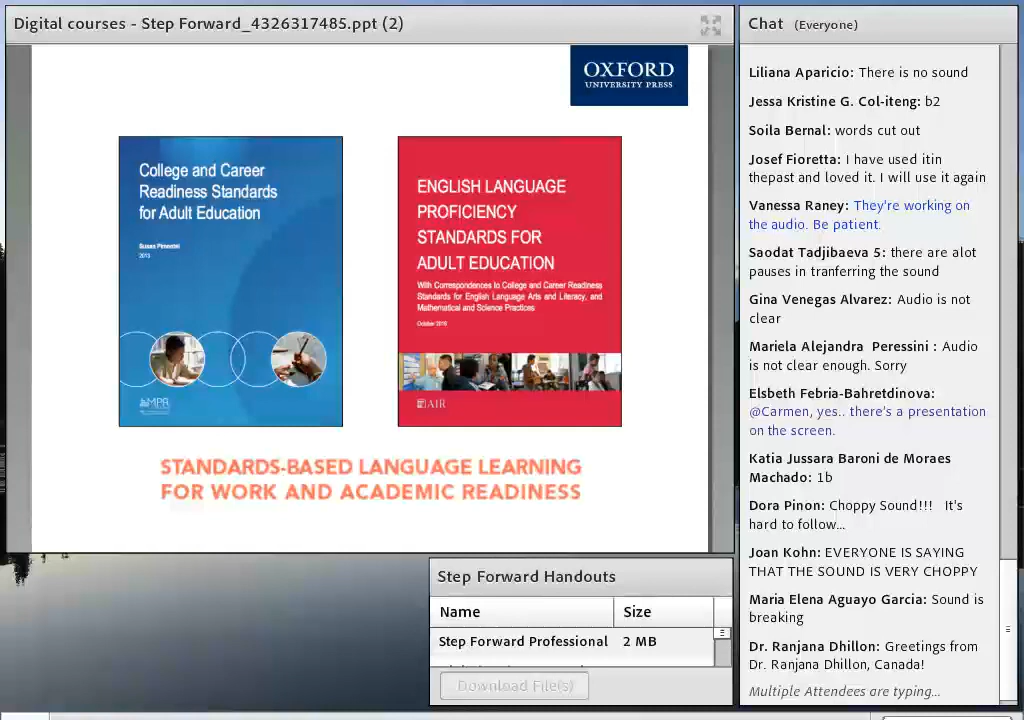 Digital courses - Step Forward_4326317485.ppt (2)
OXFORD
UNIVERSITY PRESS
College and Career
Readiness Standards
for Adult Education
Susan Pimentel
2013
MPR
ENGLISH LANGUAGE
PROFICIENCY
STANDARDS FOR
ADULT EDUCATION
With Correspondences to College and Career Readiness
Standards for English Language Arts and Literacy, and
Mathematical and Science Practices
October 2016
AIR
STANDARDS-BASED LANGUAGE LEARNING
FOR WORK AND ACADEMIC READINESS
Step Forward Handouts
Name Size
Step Forward Professional 2 MB
Download File(s)
Chat (Everyone)
Liliana Aparicio: There is no sound
Jessa Kristine G. Col-iteng: b2
Soila Bernal: words cut out
Josef Fioretta: I have used itin
thepast and loved it. I will use it again
Vanessa Raney: They're working on
the audio. Be patient.
Saodat Tadjibaeva 5: there are alot
pauses in tranferring the sound
Gina Venegas Alvarez: Audio is not
clear
Mariela Alejandra Peressini : Audio
is not clear enough. Sorry
Elsbeth Febria-Bahretdinova:
@Carmen, yes.. there's a presentation
on the screen.
Katia Jussara Baroni de Moraes
Machado: 1b
Dora Pinon: Choppy Sound!!! It's
hard to follow...
Joan Kohn: EVERYONE IS SAYING
THAT THE SOUND IS VERY CHOPPY
Maria Elena Aguayo Garcia: Sound is
breaking
Dr. Ranjana Dhillon: Greetings from
Dr. Ranjana Dhillon, Canada!
Multiple Attendees are typing...